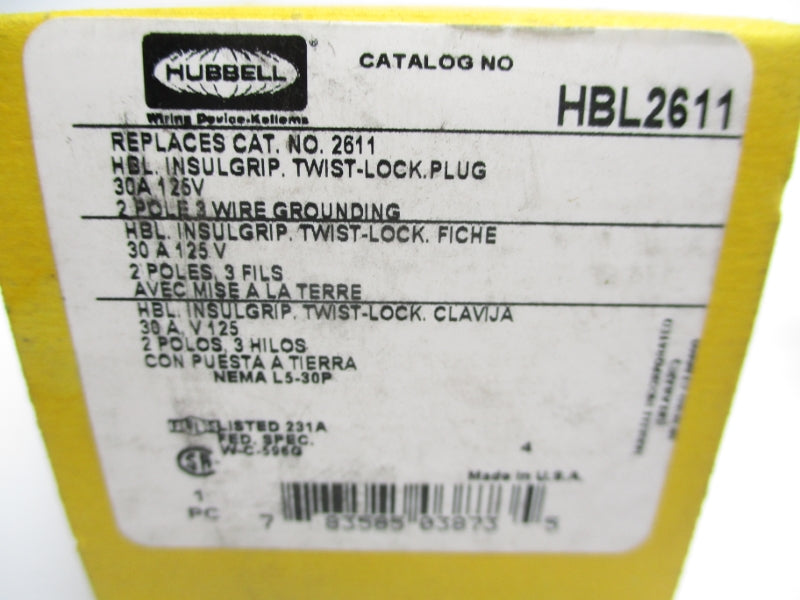 HUBBELL
Wiring Device-Kellems
CATALOG NO
HBL2611
REPLACES CAT. NO. 2611
HBL. INSULGRIP. TWIST-LOCK.PLUG
30A 125V
2 POLE 3 WIRE GROUNDING
HBL. INSULGRIP. TWIST-LOCK. FICHE
30 A 125 V
2 POLES, 3 FILS
AVEC MISE A LA TERRE
HBL. INSULGRIP. TWIST-LOCK. CLAVIJA
30 A. V 125
2 POLOS, 3 HILOS
CON PUESTA A TIERRA
NEMA L5-30P
LISTED 231A
FED. SPEC.
W-C-596G
4
Made in U.S.A.
1
PC
7 83585 03873 5